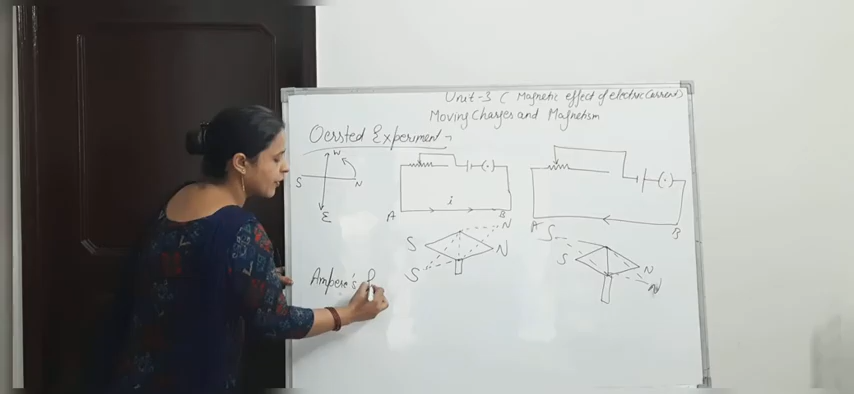 Unit-3 ( Magnetic effect of electric current)
Moving Charges and Magnetism
Oersted Experiment -
W
S N
E
i
A B
S N
S N
A B
S
S N
N
Ampere's